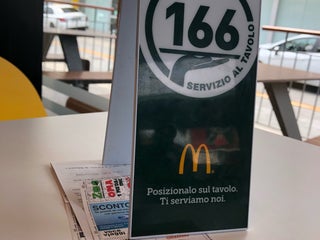 166
SERVIZIO AL TAVOLO
Posizionalo sul tavolo.
Ti serviamo noi.
SCONTO